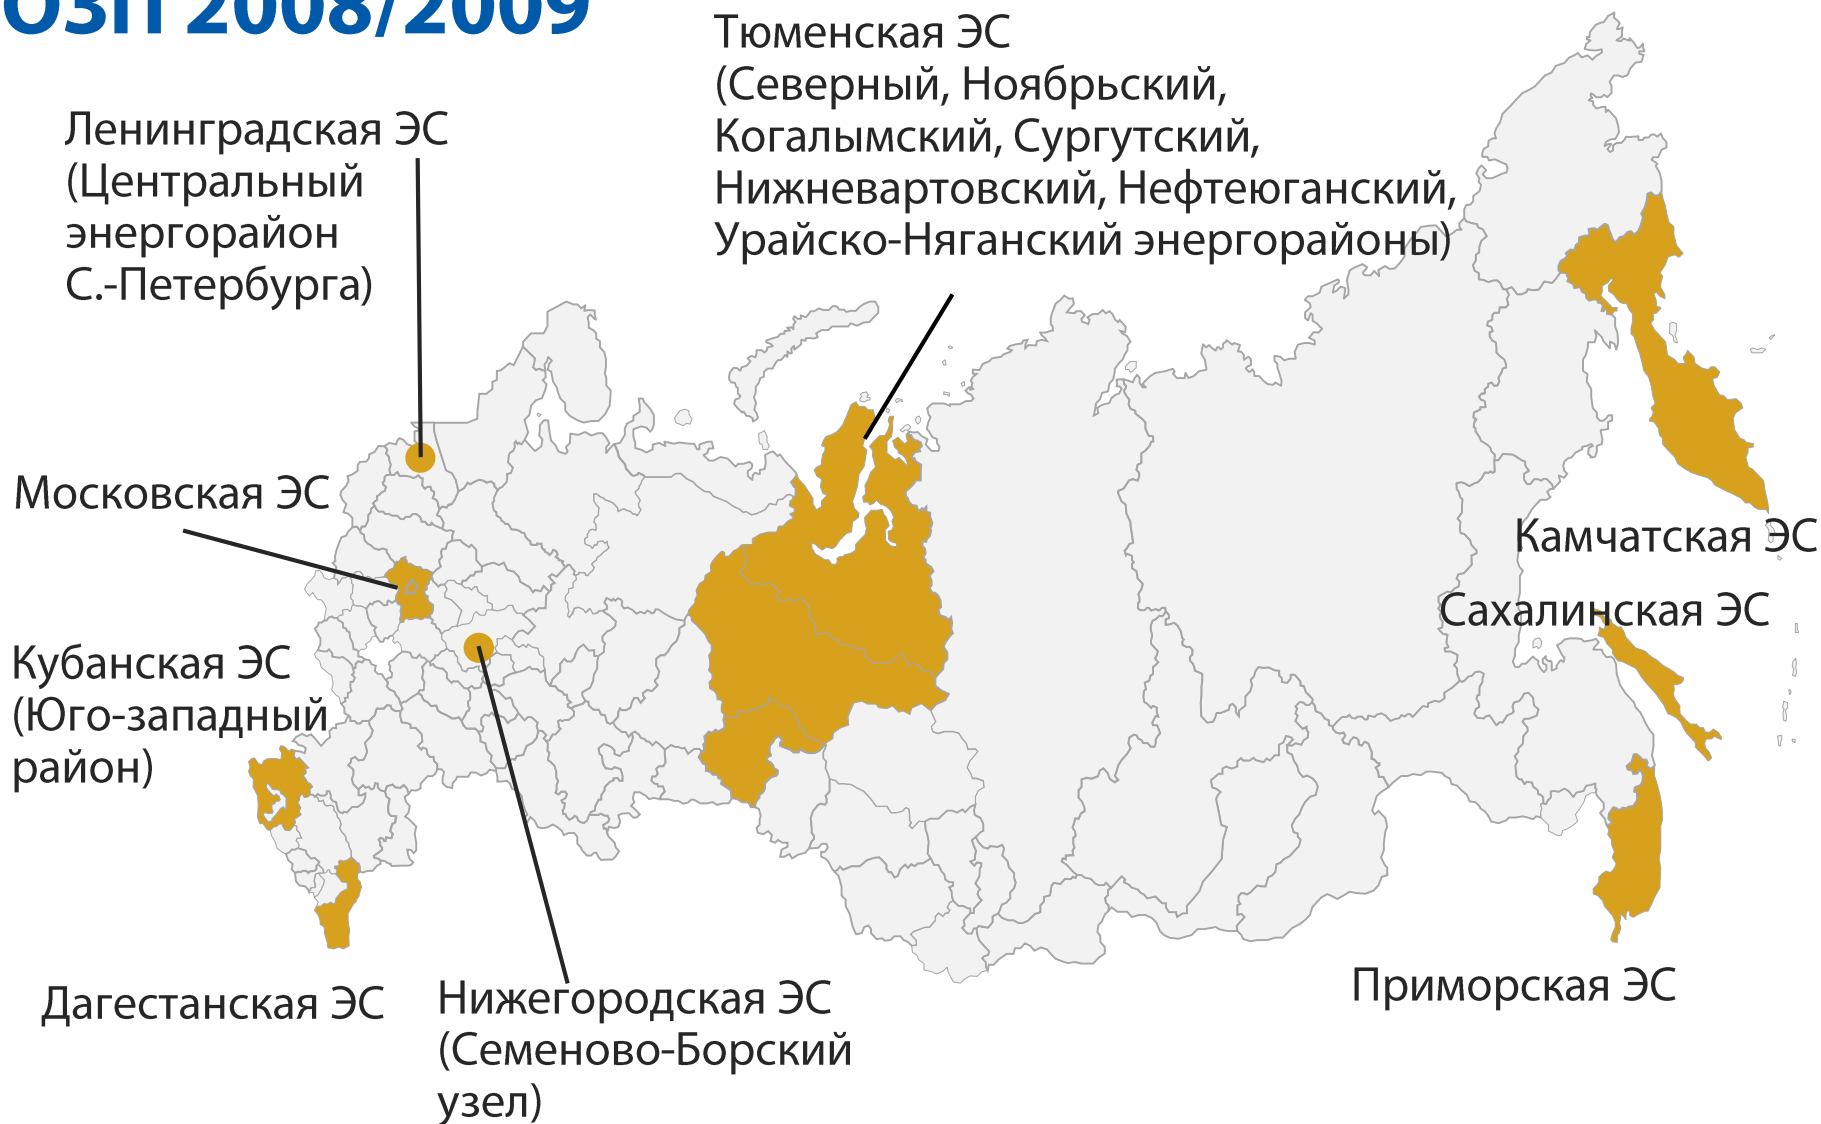 ОЗП 2008/2009
Тюменская ЭС
(Северный, Ноябрьский,
Когалымский, Сургутский,
Нижневартовский, Нефтеюганский,
Урайско-Няганский энергорайоны)
Ленинградская ЭС
(Центральный
энергорайон
С.-Петербурга)
Московская ЭС
Кубанская ЭС
(Юго-западный
район)
Дагестанская ЭС
Нижегородская ЭС
(Семеново-Борский
узел)
Камчатская ЭС
Сахалинская ЭС
Приморская ЭС